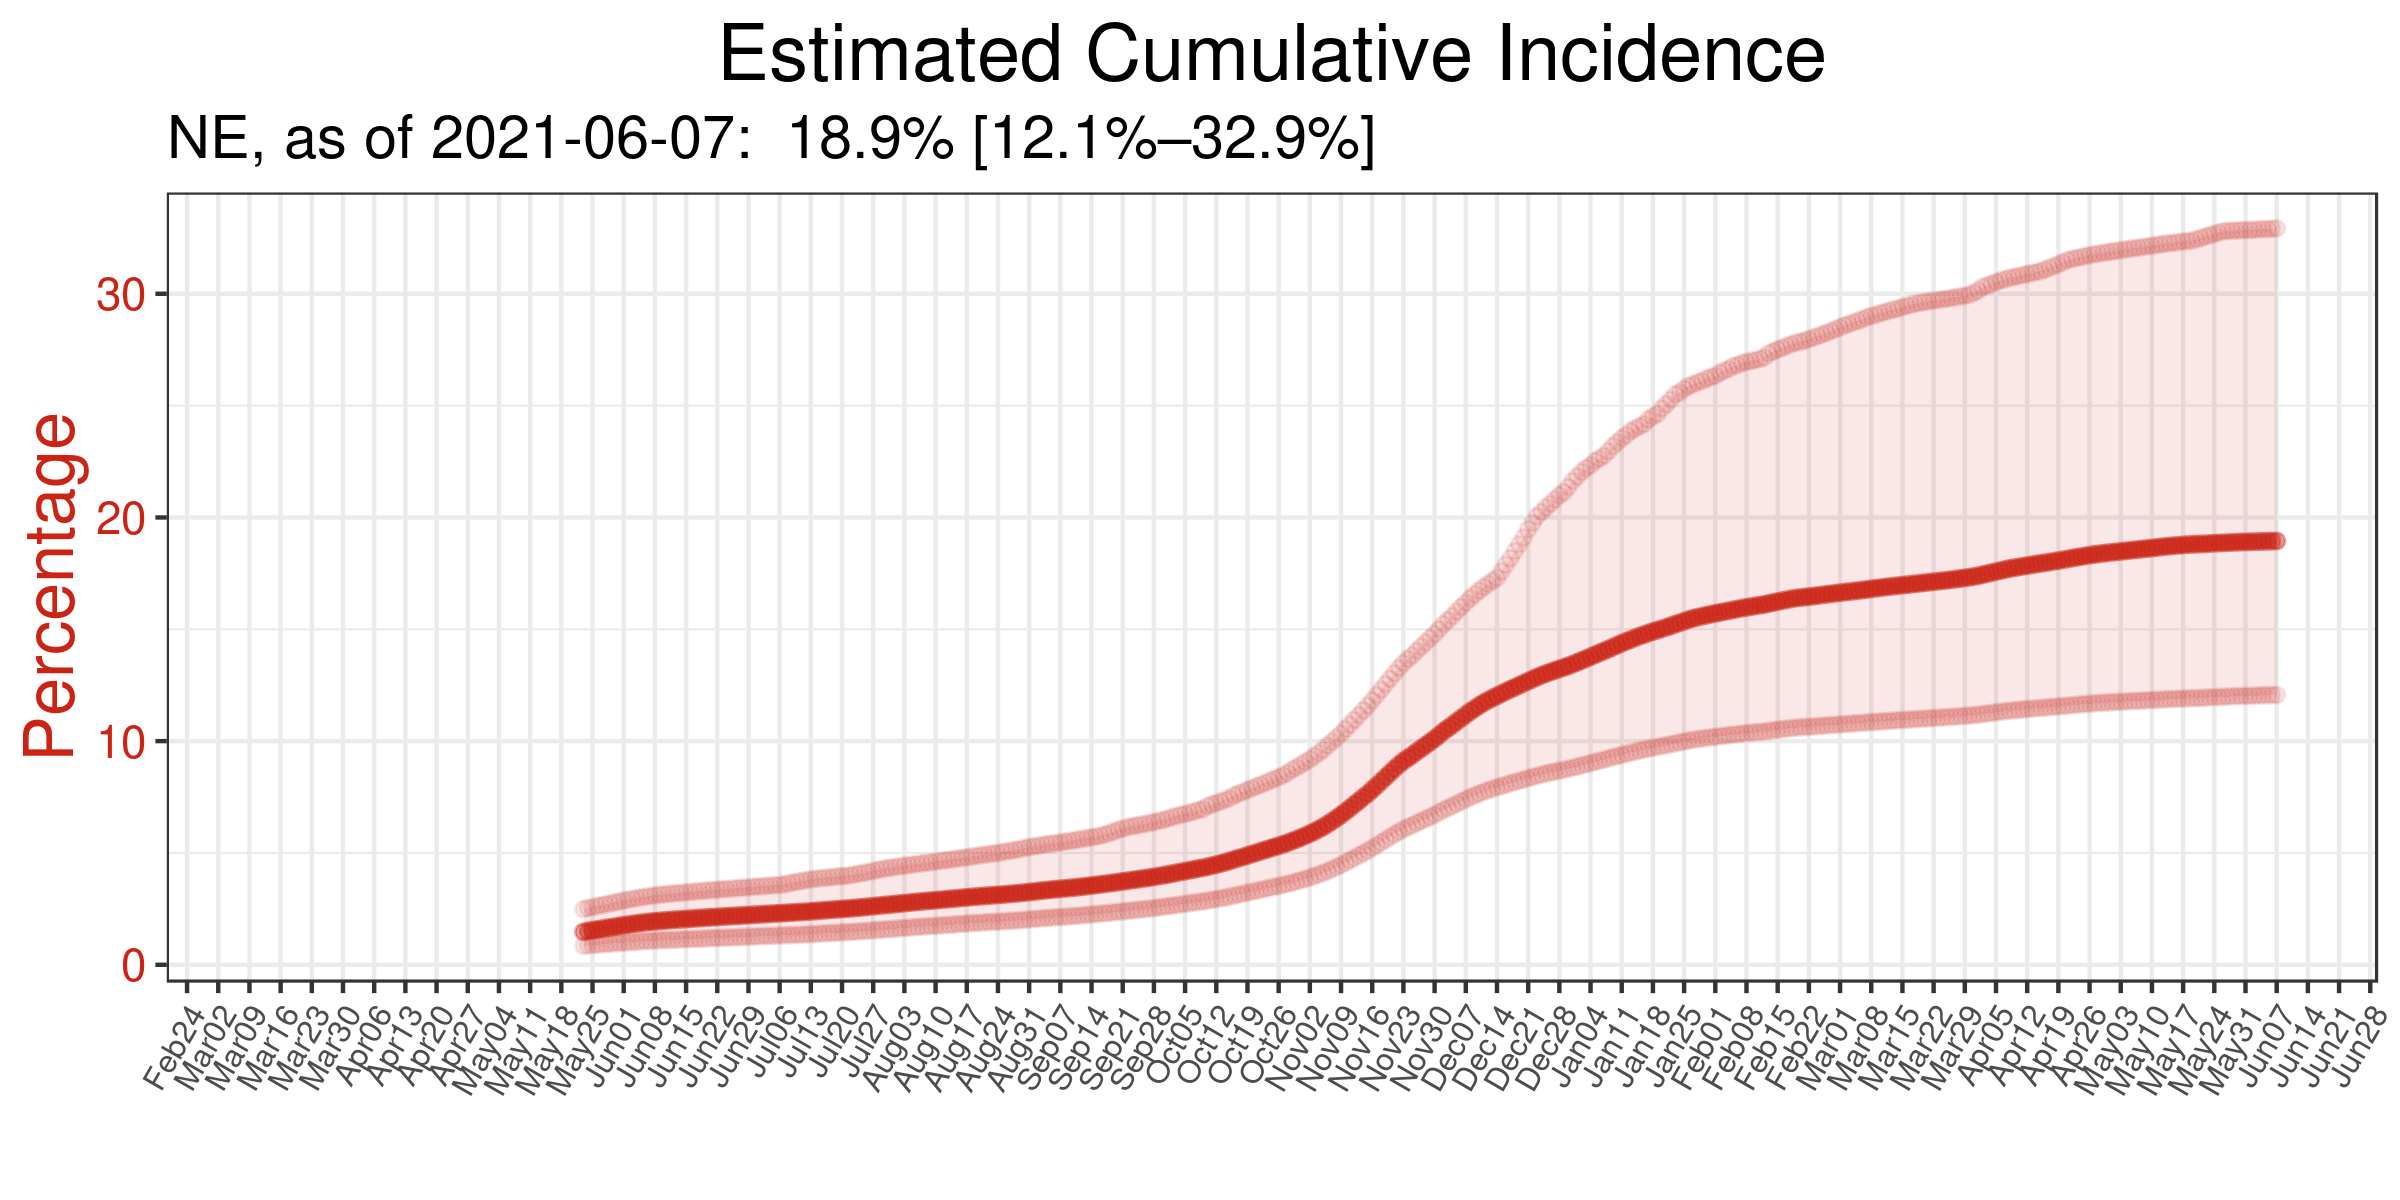 Estimated Cumulative Incidence
NE, as of 2021-06-07:  18.9% [12.1%–32.9%]
Percentage
30
20
10
0
Feb24
Mar02
Mar09
Mar16
Mar23
Mar30
Apr06
Apr13
Apr20
Apr27
May04
May11
May18
May25
Jun01
Jun08
Jun15
Jun22
Jun29
Jul06
Jul13
Jul20
Jul27
Aug03
Aug10
Aug17
Aug24
Aug31
Sep07
Sep14
Sep21
Sep28
Oct05
Oct12
Oct19
Oct26
Nov02
Nov09
Nov16
Nov23
Nov30
Dec07
Dec14
Dec21
Dec28
Jan04
Jan11
Jan18
Jan25
Feb01
Feb08
Feb15
Feb22
Mar01
Mar08
Mar15
Mar22
Mar29
Apr05
Apr12
Apr19
Apr26
May03
May10
May17
May24
May31
Jun07
Jun14
Jun21
Jun28